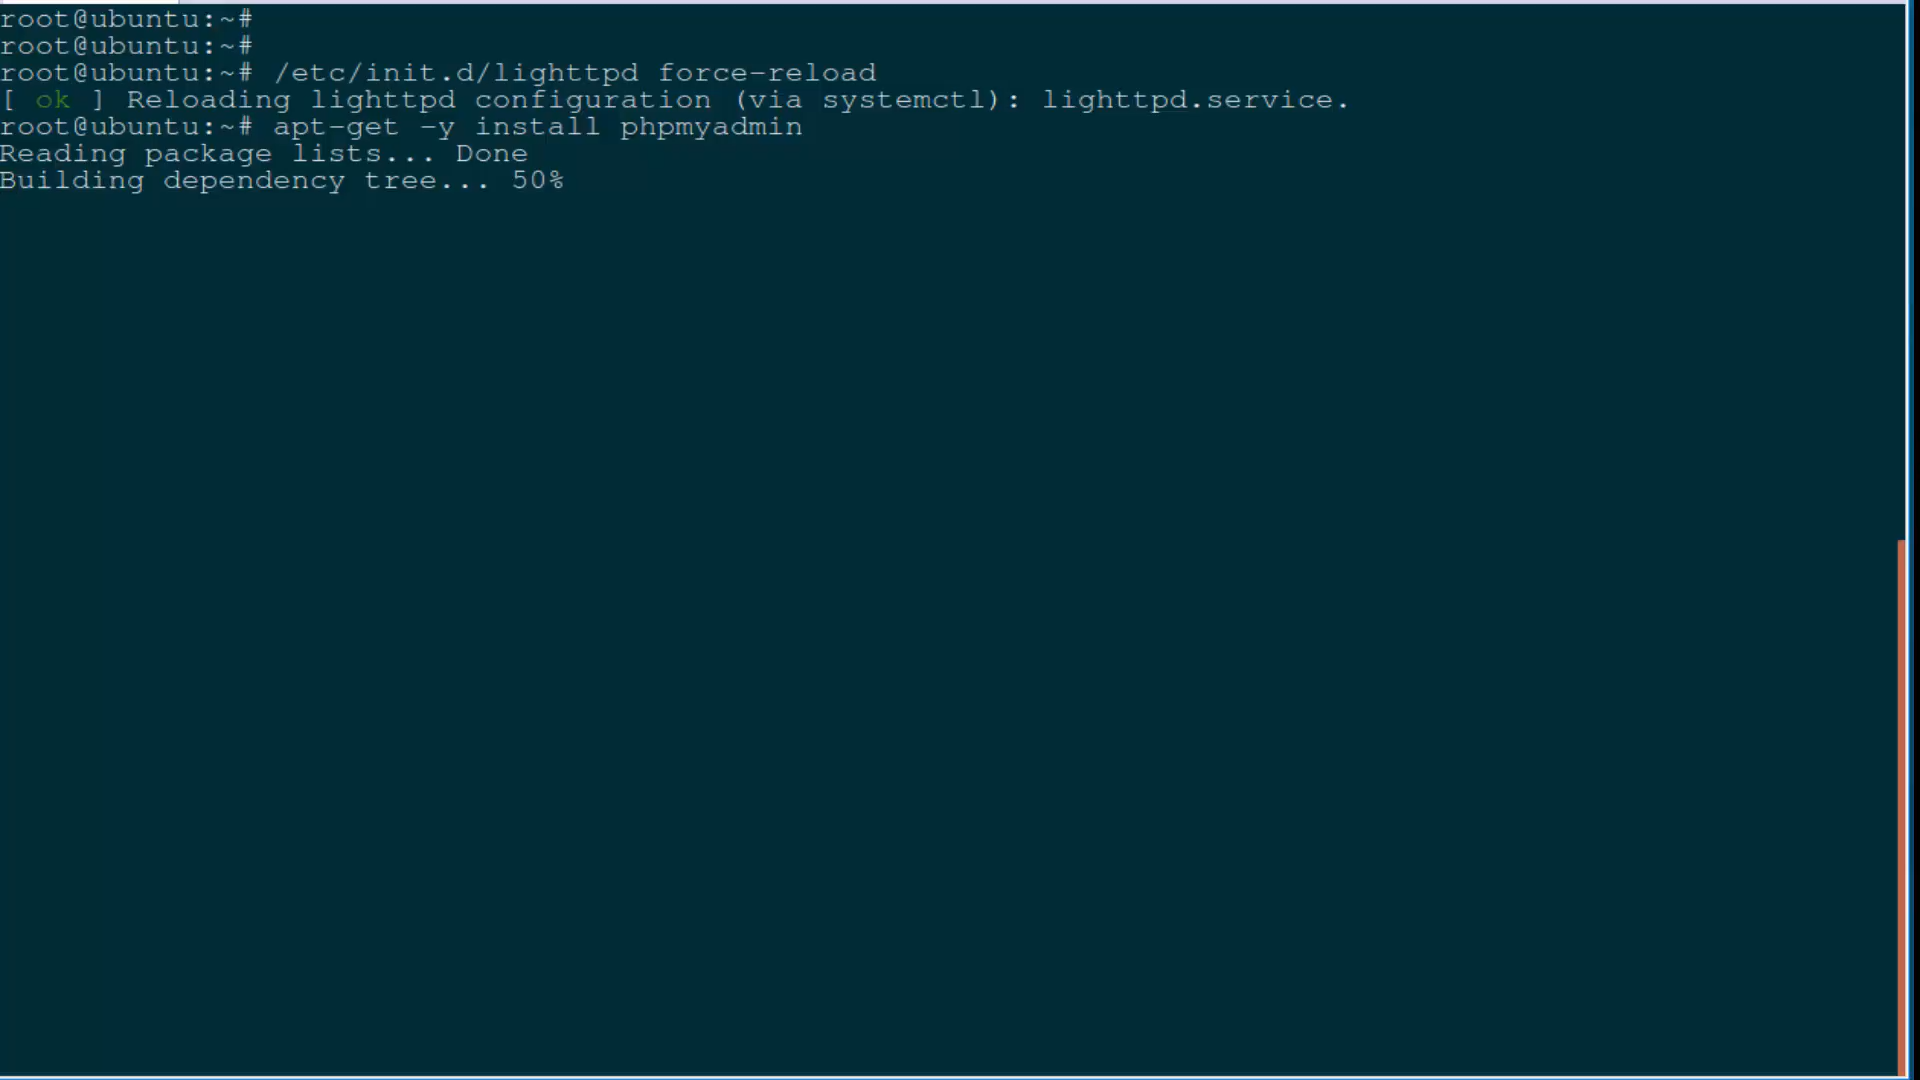 root@ubuntu:~#
root@ubuntu:~#
root@ubuntu:~# /etc/init.d/lighttpd force-reload
[ ok ] Reloading lighttpd configuration (via systemctl): lighttpd.service.
root@ubuntu:~# apt-get -y install phpmyadmin
Reading package lists... Done
Building dependency tree... 50%